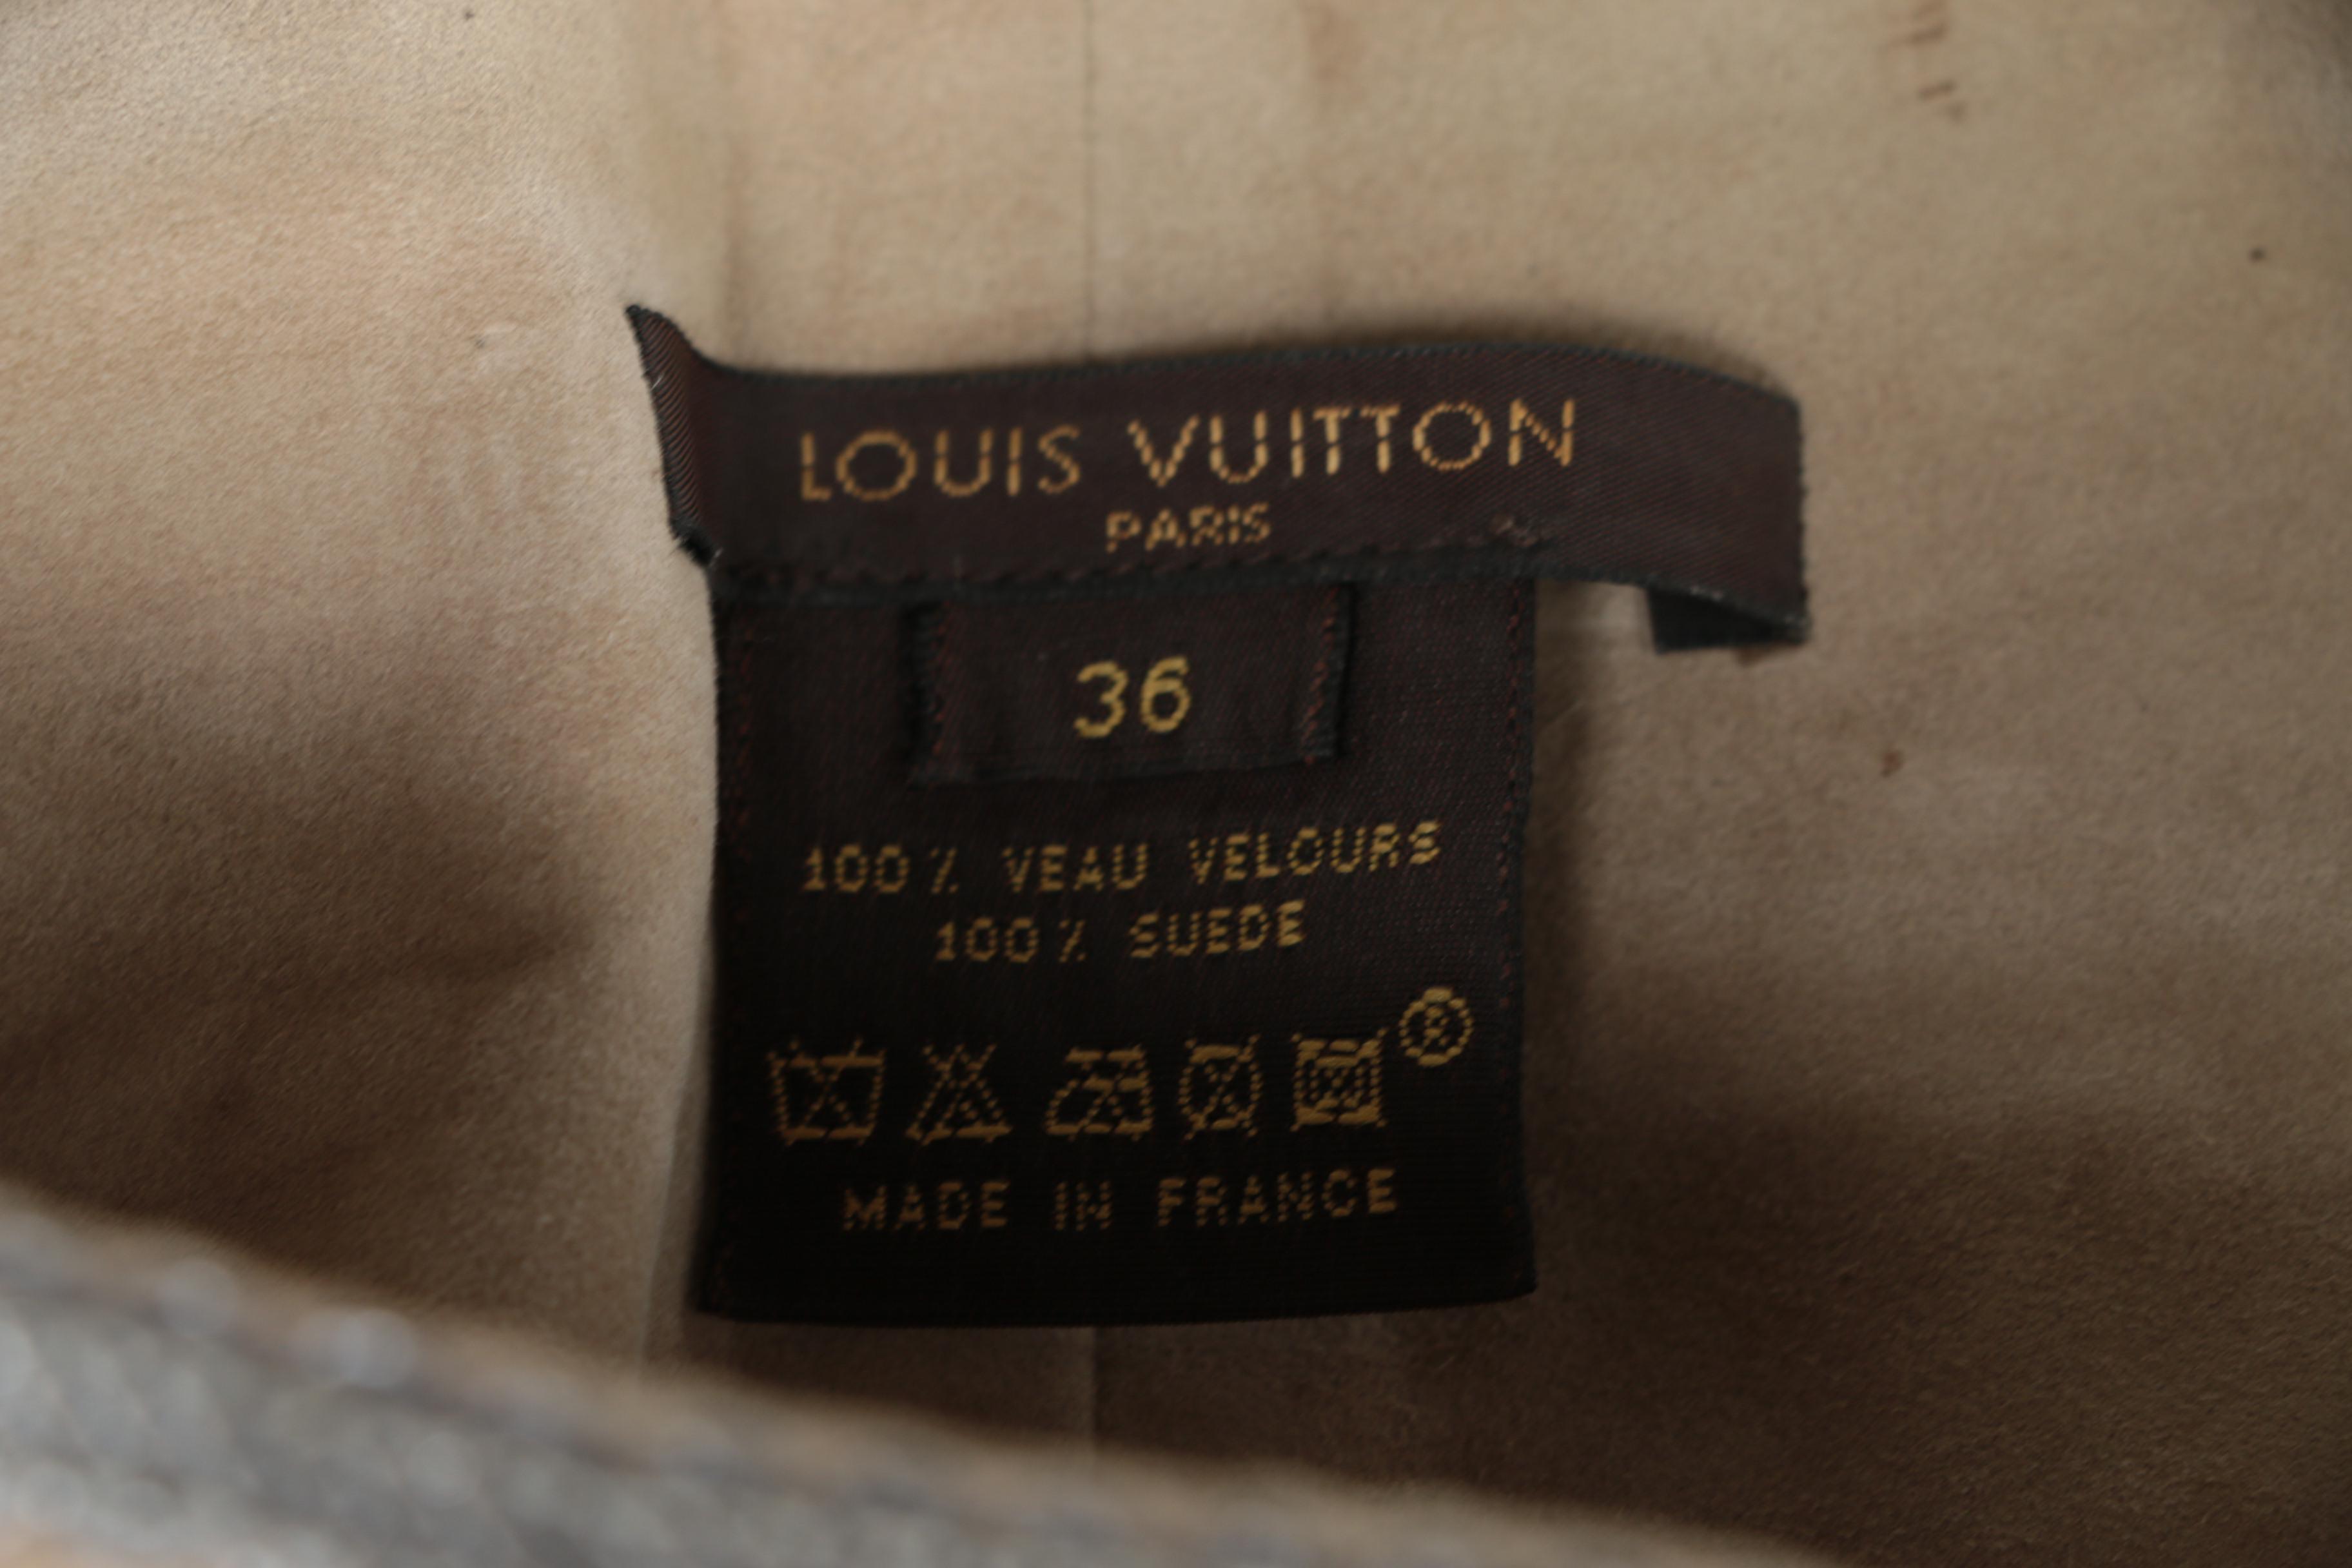 LOUIS VUITTON
PARIS
36
100% VEAU VELOURS
100% SUEDE
®
MADE IN FRANCE